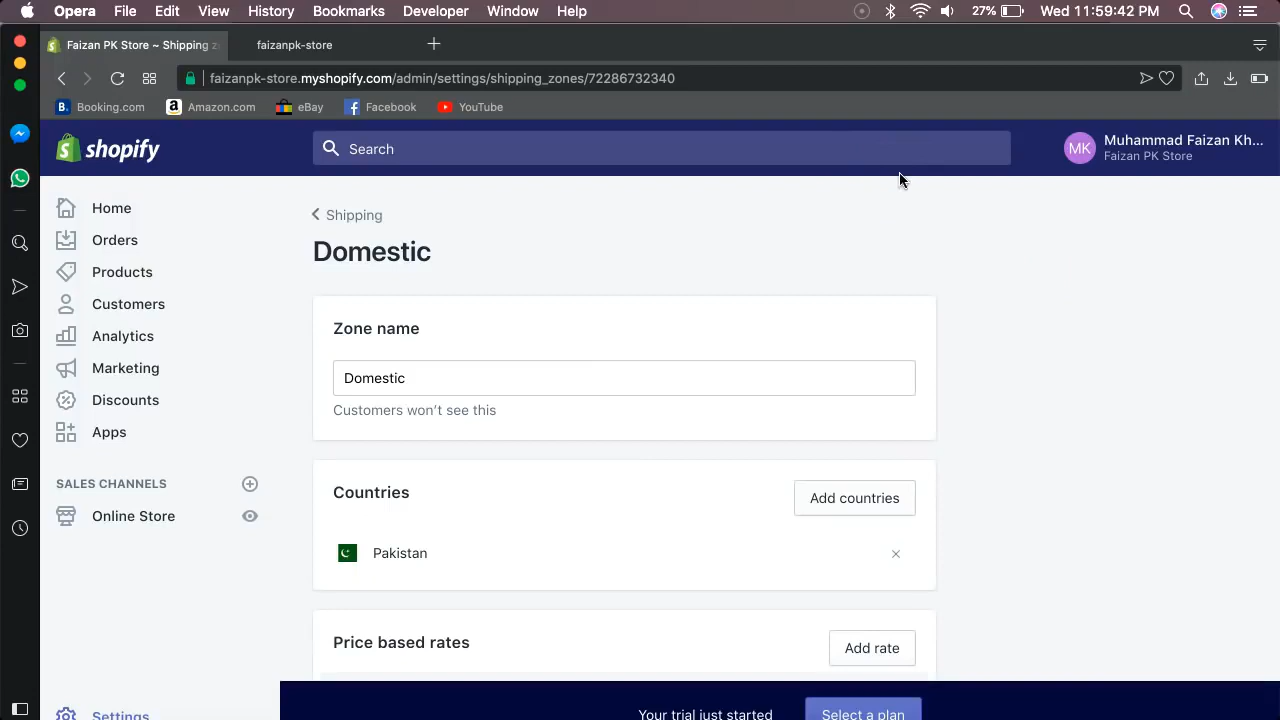 Opera File Edit View History Bookmarks Developer Window Help 27% Wed 11:59:42 PM
Faizan PK Store ~ Shipping z faizanpk-store
faizanpk-store.myshopify.com/admin/settings/shipping_zones/72286732340
B. Booking.com a Amazon.com eBay Facebook YouTube
shopify Search MK Muhammad Faizan Kh...
Faizan PK Store
Home
Orders
Products
Customers
Analytics
Marketing
Discounts
Apps
SALES CHANNELS
Online Store
Settings
Shipping
Domestic
Zone name
Domestic
Customers won't see this
Countries Add countries
Pakistan
Price based rates Add rate
Your trial just started Select a plan